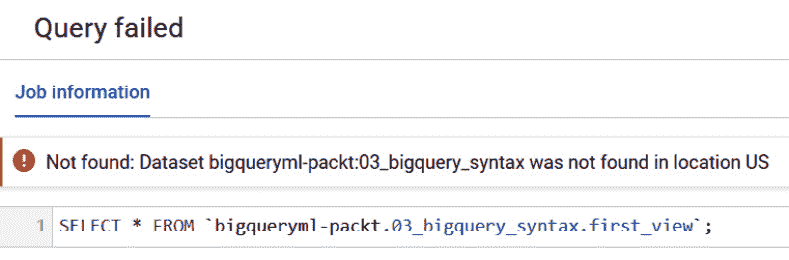 Query failed
Job information
Not found: Dataset bigqueryml-packt:03_bigquery_syntax was not found in location US
1 SELECT * FROM `bigqueryml-packt.03_bigquery_syntax.first_view`;